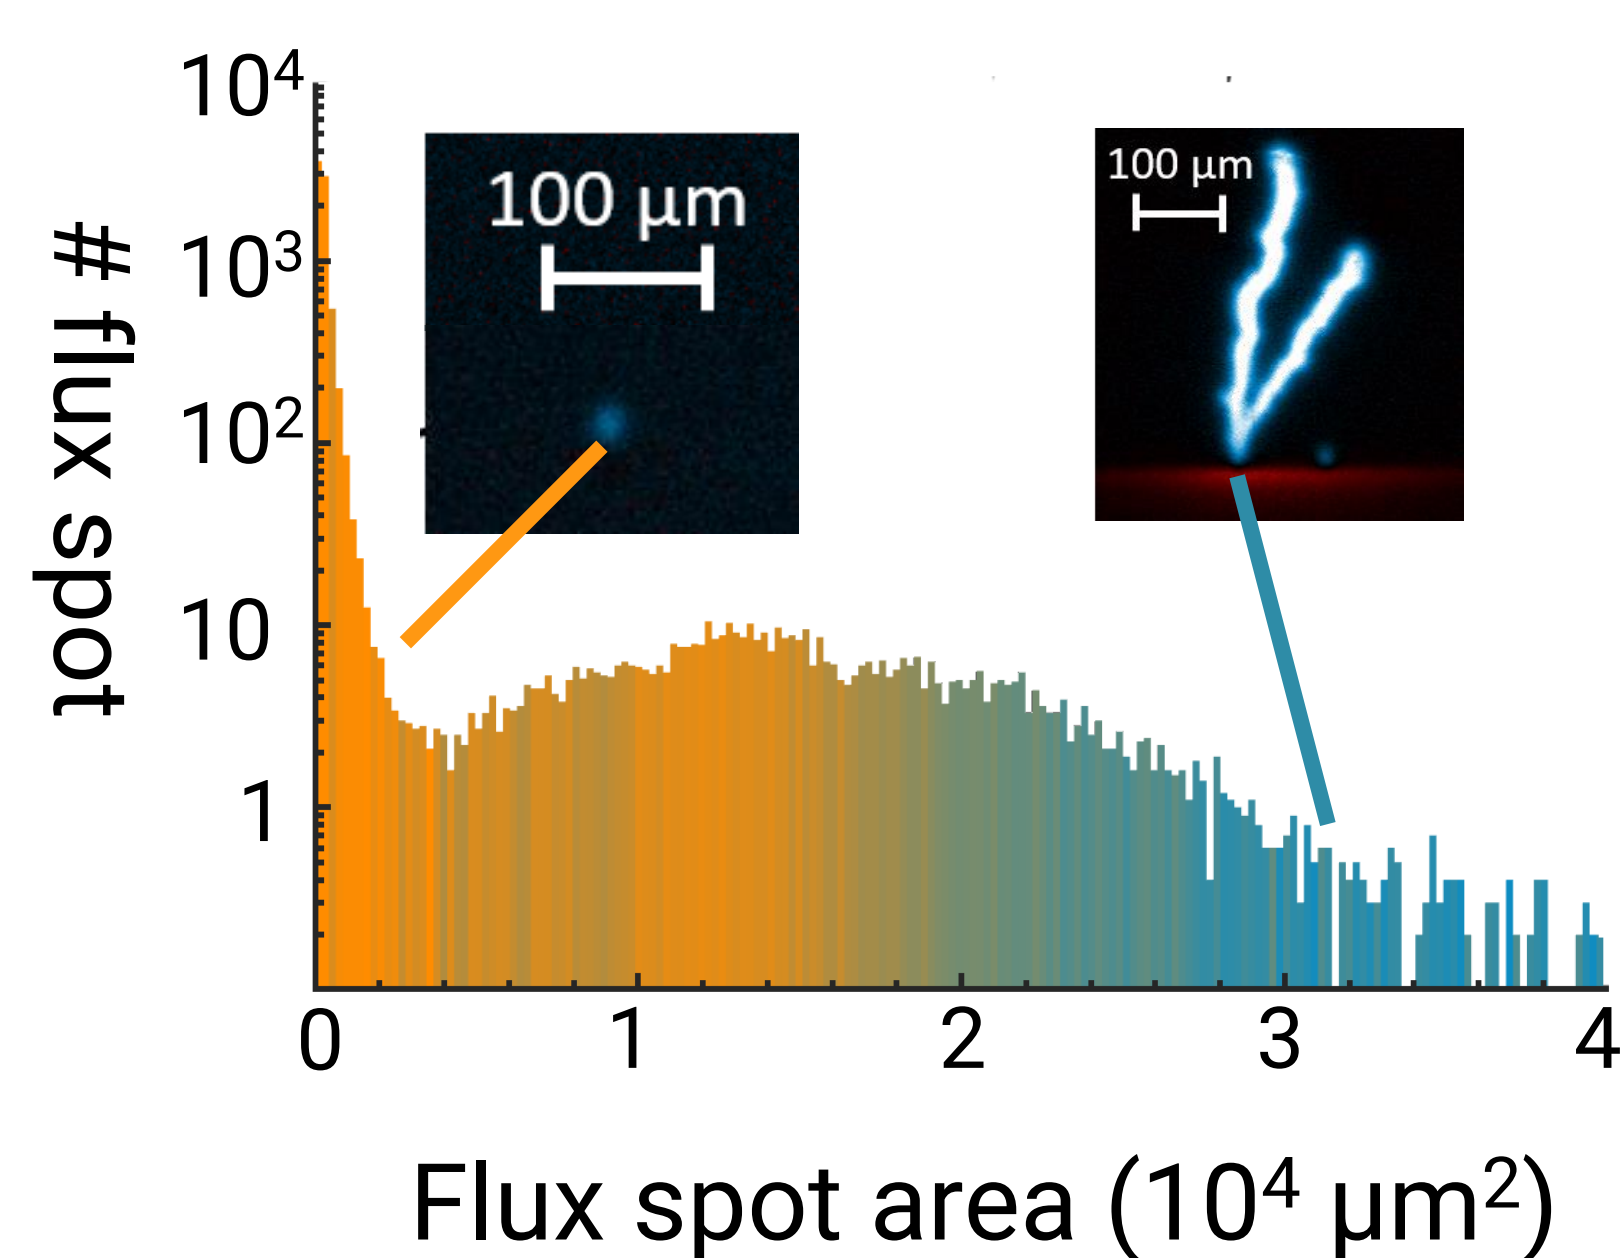 10⁴
10³
10²
10
1
# flux spot
100 µm
100 µm
0 1 2 3 4
Flux spot area (10⁴ µm²)